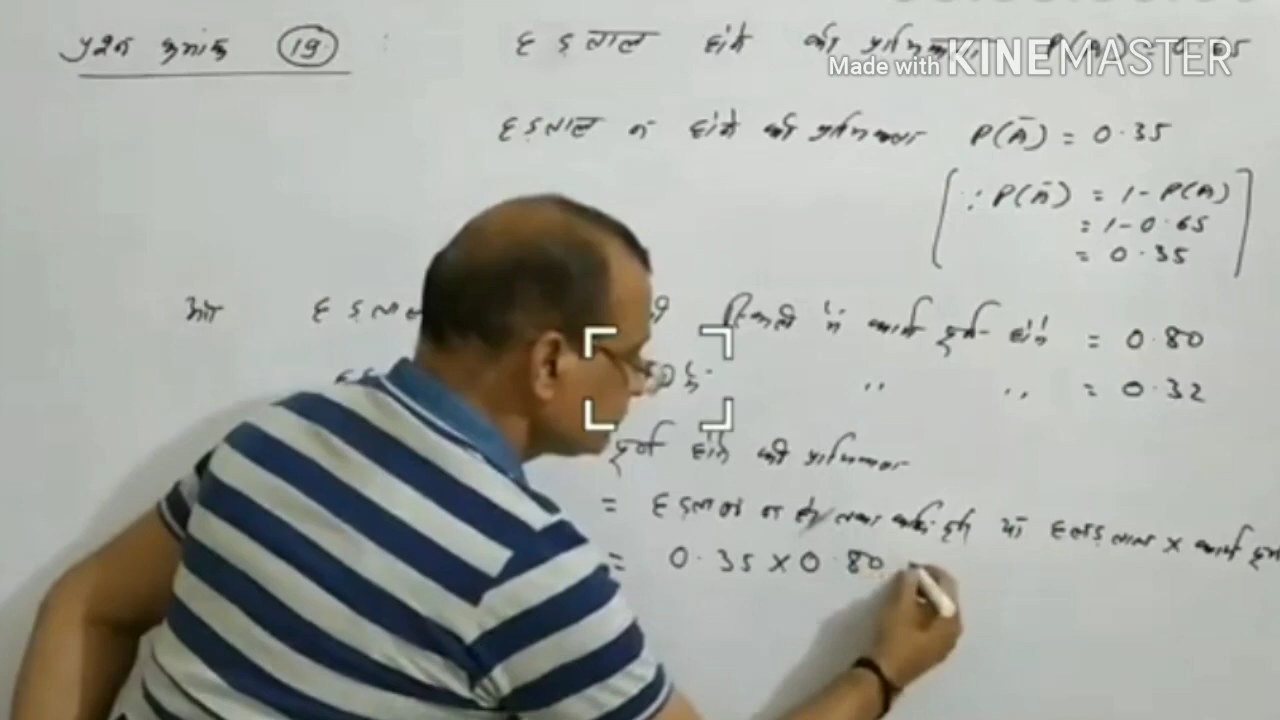 प्रश्न क्रमांक 19
हड़ताल होने की प्रायिकता P(A) = 0.65
Made with KINEMASTER
हड़ताल न होने की प्रायिकता P(Ā) = 0.35
∵ P(Ā) = 1 - P(A)
= 1 - 0.65
= 0.35
स्थिति में कार्य पूर्ण होने = 0.80
" " = 0.32
पूर्ण होने की प्रायिकता
= हड़ताल न हो तथा कार्य पूर्ण या हड़ताल × कार्य
= 0.35 × 0.80